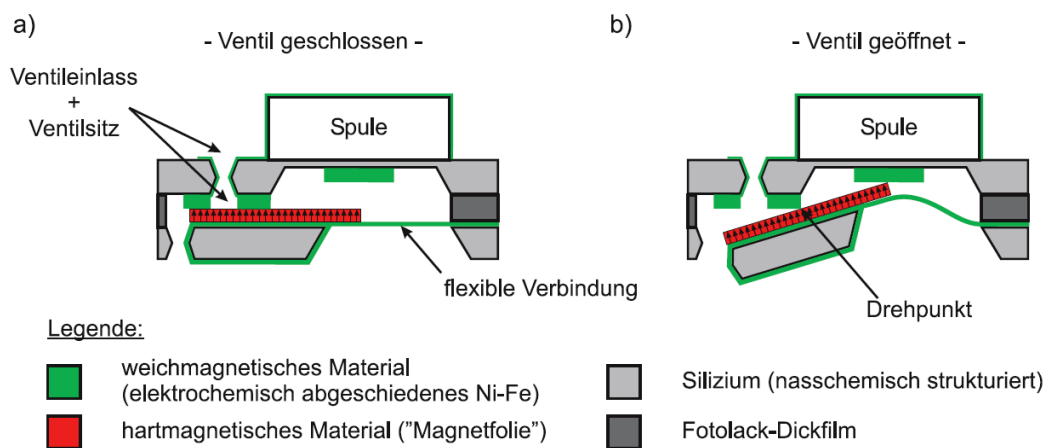 a)
- Ventil geschlossen -
Ventileinlass
+
Ventilsitz
Spule
flexible Verbindung
b)
- Ventil geöffnet -
Spule
Drehpunkt
Legende:
weichmagnetisches Material
(elektrochemisch abgeschiedenes Ni-Fe)
hartmagnetisches Material ("Magnetfolie")
Silizium (nasschemisch strukturiert)
Fotolack-Dickfilm